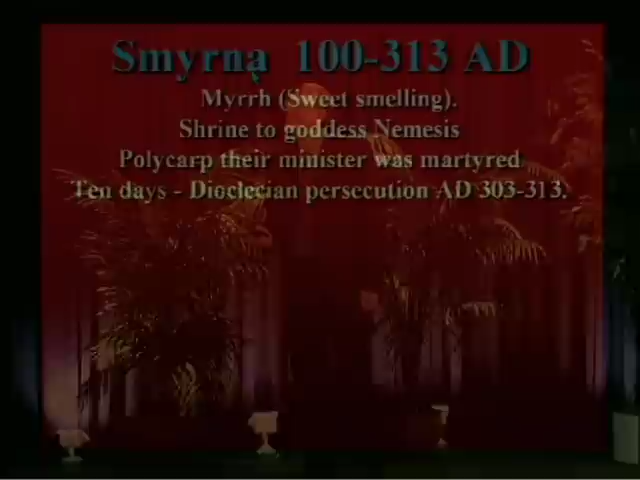 Smyrna 100-313 AD
Myrrh (Sweet smelling).
Shrine to goddess Nemesis
Polycarp their minister was martyred
Ten days - Dioclecian persecution AD 303-313.